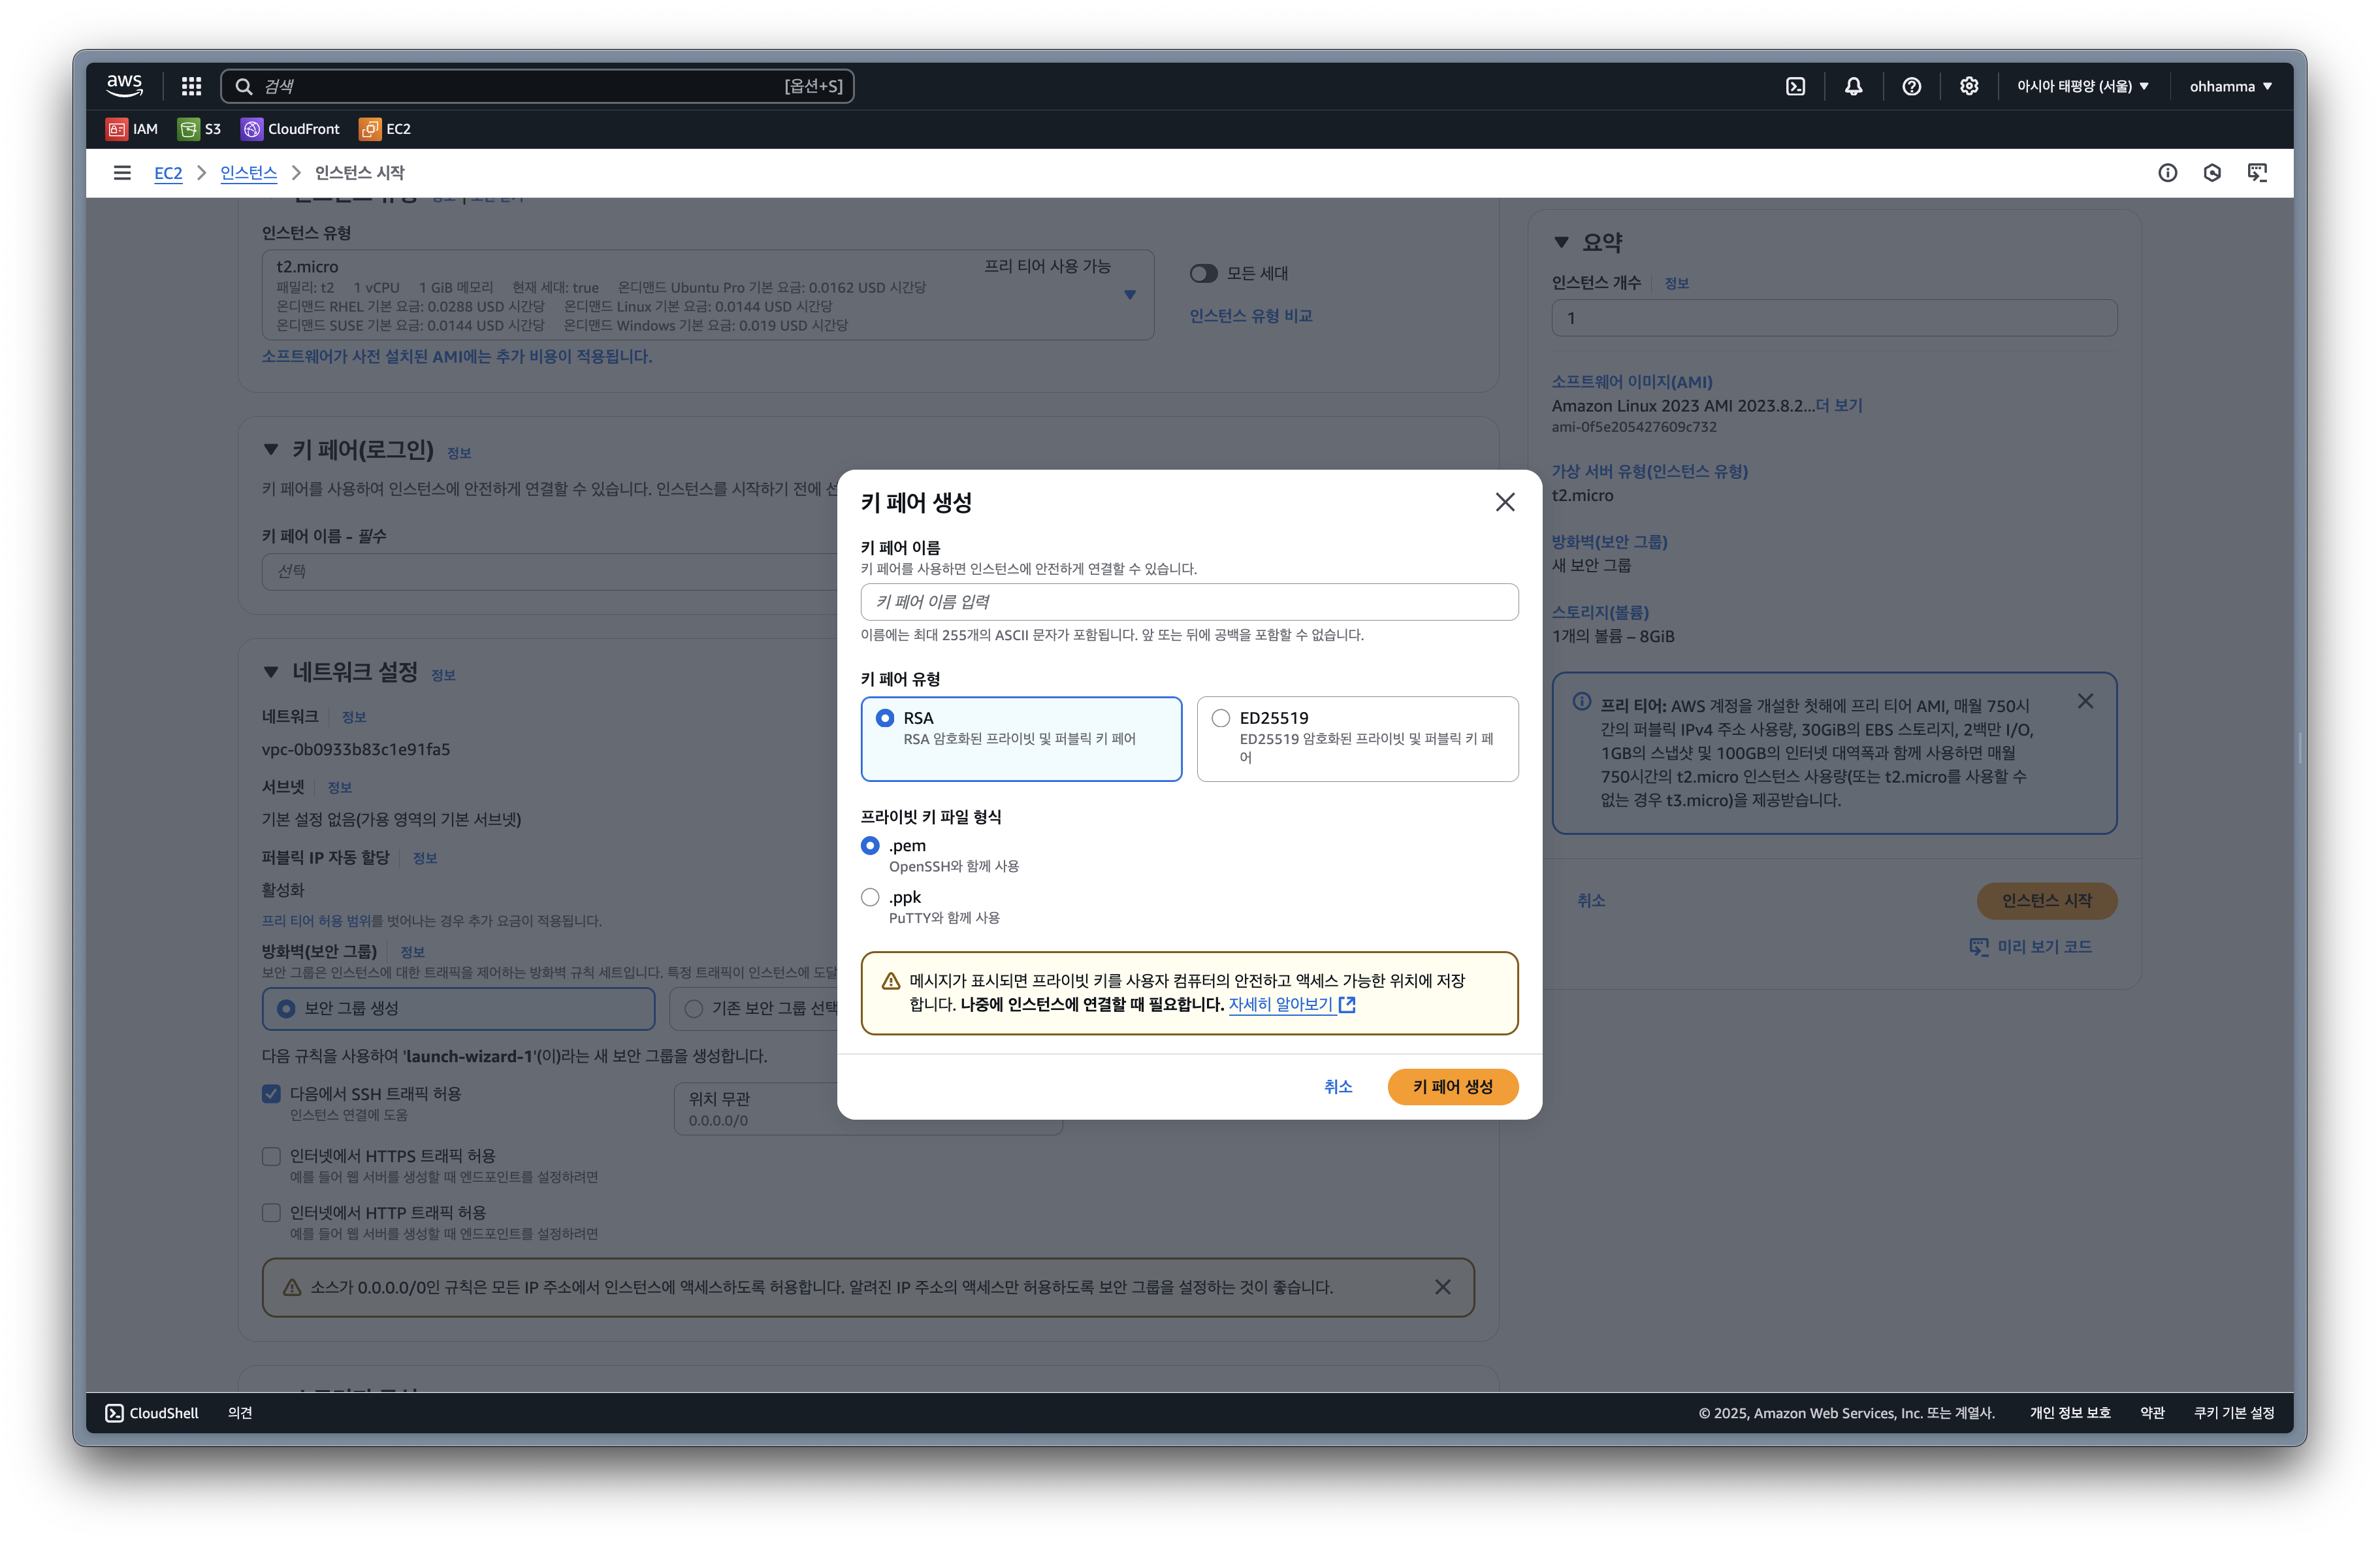 aws
검색
[옵션+S]
아시아 태평양 (서울)
ohhamma
IAM
S3
CloudFront
EC2
EC2
인스턴스
인스턴스 시작
인스턴스 유형
t2.micro
프리 티어 사용 가능
패밀리: t2 1 vCPU 1 GiB 메모리 현재 세대: true 온디맨드 Ubuntu Pro 기본 요금: 0.0162 USD 시간당
온디맨드 RHEL 기본 요금: 0.0288 USD 시간당 온디맨드 Linux 기본 요금: 0.0144 USD 시간당
온디맨드 SUSE 기본 요금: 0.0144 USD 시간당 온디맨드 Windows 기본 요금: 0.019 USD 시간당
모든 세대
인스턴스 유형 비교
소프트웨어가 사전 설치된 AMI에는 추가 비용이 적용됩니다.
키 페어(로그인) 정보
키 페어를 사용하여 인스턴스에 안전하게 연결할 수 있습니다. 인스턴스를 시작하기 전에 선
키 페어 이름 - 필수
선택
네트워크 설정 정보
네트워크 정보
vpc-0b0933b83c1e91fa5
서브넷 정보
기본 설정 없음(가용 영역의 기본 서브넷)
퍼블릭 IP 자동 할당 정보
활성화
프리 티어 허용 범위를 벗어나는 경우 추가 요금이 적용됩니다.
방화벽(보안 그룹) 정보
보안 그룹은 인스턴스에 대한 트래픽을 제어하는 방화벽 규칙 세트입니다. 특정 트래픽이 인스턴스에 도달
보안 그룹 생성
기존 보안 그룹 선택
다음 규칙을 사용하여 'launch-wizard-1'(이)라는 새 보안 그룹을 생성합니다.
다음에서 SSH 트래픽 허용
인스턴스 연결에 도움
위치 무관
0.0.0.0/0
인터넷에서 HTTPS 트래픽 허용
예를 들어 웹 서버를 생성할 때 엔드포인트를 설정하려면
인터넷에서 HTTP 트래픽 허용
예를 들어 웹 서버를 생성할 때 엔드포인트를 설정하려면
소스가 0.0.0.0/0인 규칙은 모든 IP 주소에서 인스턴스에 액세스하도록 허용합니다. 알려진 IP 주소의 액세스만 허용하도록 보안 그룹을 설정하는 것이 좋습니다.
키 페어 생성
키 페어 이름
키 페어를 사용하면 인스턴스에 안전하게 연결할 수 있습니다.
키 페어 이름 입력
이름에는 최대 255개의 ASCII 문자가 포함됩니다. 앞 또는 뒤에 공백을 포함할 수 없습니다.
키 페어 유형
RSA
RSA 암호화된 프라이빗 및 퍼블릭 키 페어
ED25519
ED25519 암호화된 프라이빗 및 퍼블릭 키 페
어
프라이빗 키 파일 형식
.pem
OpenSSH와 함께 사용
.ppk
PuTTY와 함께 사용
메시지가 표시되면 프라이빗 키를 사용자 컴퓨터의 안전하고 액세스 가능한 위치에 저장
합니다. 나중에 인스턴스에 연결할 때 필요합니다. 자세히 알아보기
취소
키 페어 생성
요약
인스턴스 개수 정보
1
소프트웨어 이미지(AMI)
Amazon Linux 2023 AMI 2023.8.2...더 보기
ami-0f5e205427609c732
가상 서버 유형(인스턴스 유형)
t2.micro
방화벽(보안 그룹)
새 보안 그룹
스토리지(볼륨)
1개의 볼륨 – 8GiB
프리 티어: AWS 계정을 개설한 첫해에 프리 티어 AMI, 매월 750시
간의 퍼블릭 IPv4 주소 사용량, 30GiB의 EBS 스토리지, 2백만 I/O,
1GB의 스냅샷 및 100GB의 인터넷 대역폭과 함께 사용하면 매월
750시간의 t2.micro 인스턴스 사용량(또는 t2.micro를 사용할 수
없는 경우 t3.micro)을 제공받습니다.
취소
인스턴스 시작
미리 보기 코드
CloudShell
의견
© 2025, Amazon Web Services, Inc. 또는 계열사.
개인 정보 보호
약관
쿠키 기본 설정